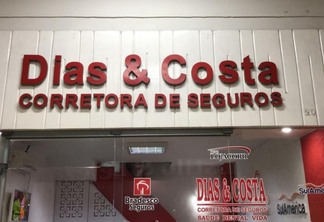 Dias & Costa
CORRETORA DE SEGUROS
Bradesco
Seguros
DIAS & COSTA
CORRETORA DE SEGUROS
SAÚDE DENTAL VIDA
SulAmérica